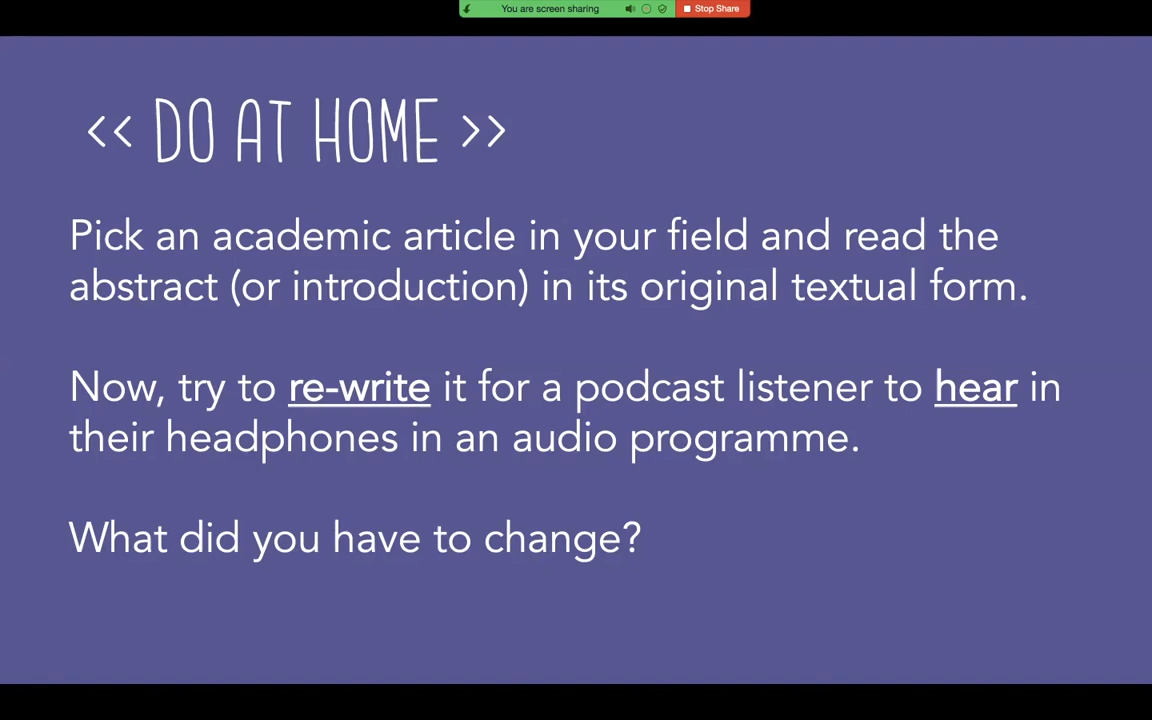 You are screen sharing
Stop Share
<< DO AT HOME >>
Pick an academic article in your field and read the
abstract (or introduction) in its original textual form.
Now, try to re-write it for a podcast listener to hear in
their headphones in an audio programme.
What did you have to change?